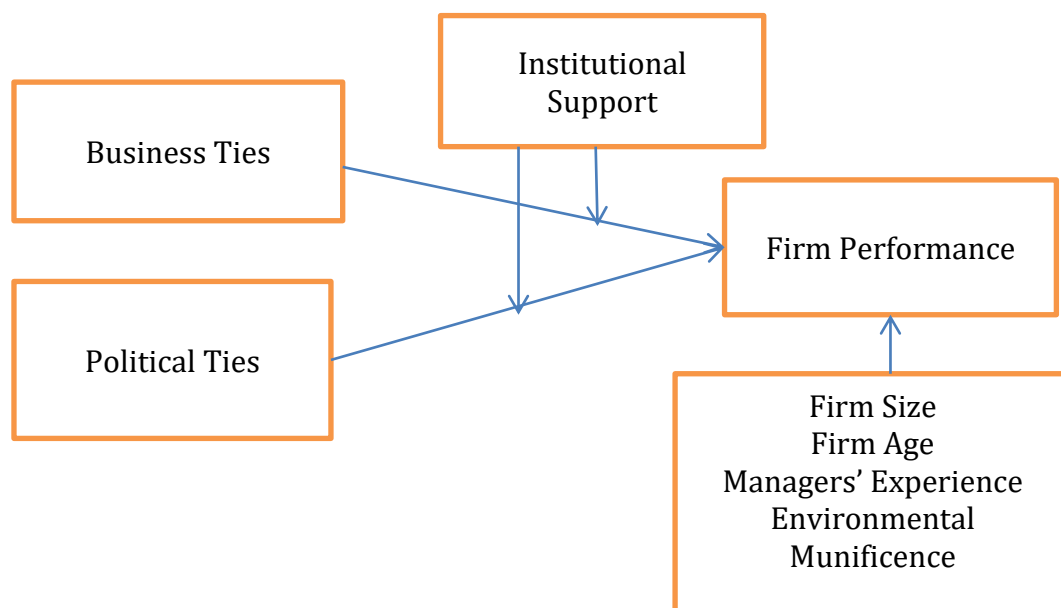 Institutional
Support
Business Ties
Firm Performance
Political Ties
Firm Size
Firm Age
Managers’ Experience
Environmental
Munificence